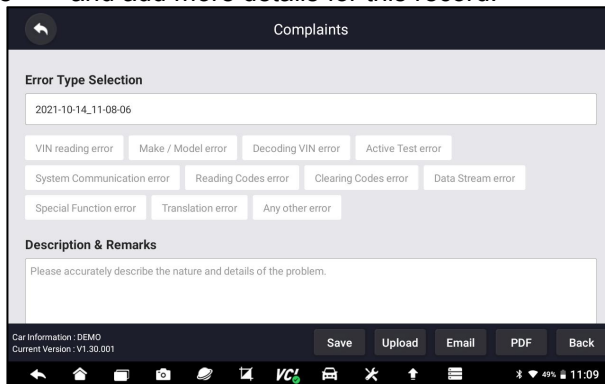 and add more details for this record.
Complaints
Error Type Selection
2021-10-14_11-08-06
VIN reading error Make / Model error Decoding VIN error Active Test error
System Communication error Reading Codes error Clearing Codes error Data Stream error
Special Function error Translation error Any other error
Description & Remarks
Please accurately describe the nature and details of the problem.
Car Information : DEMO
Current Version : V1.30.001
Save Upload Email PDF Back
VCI 49% 11:09